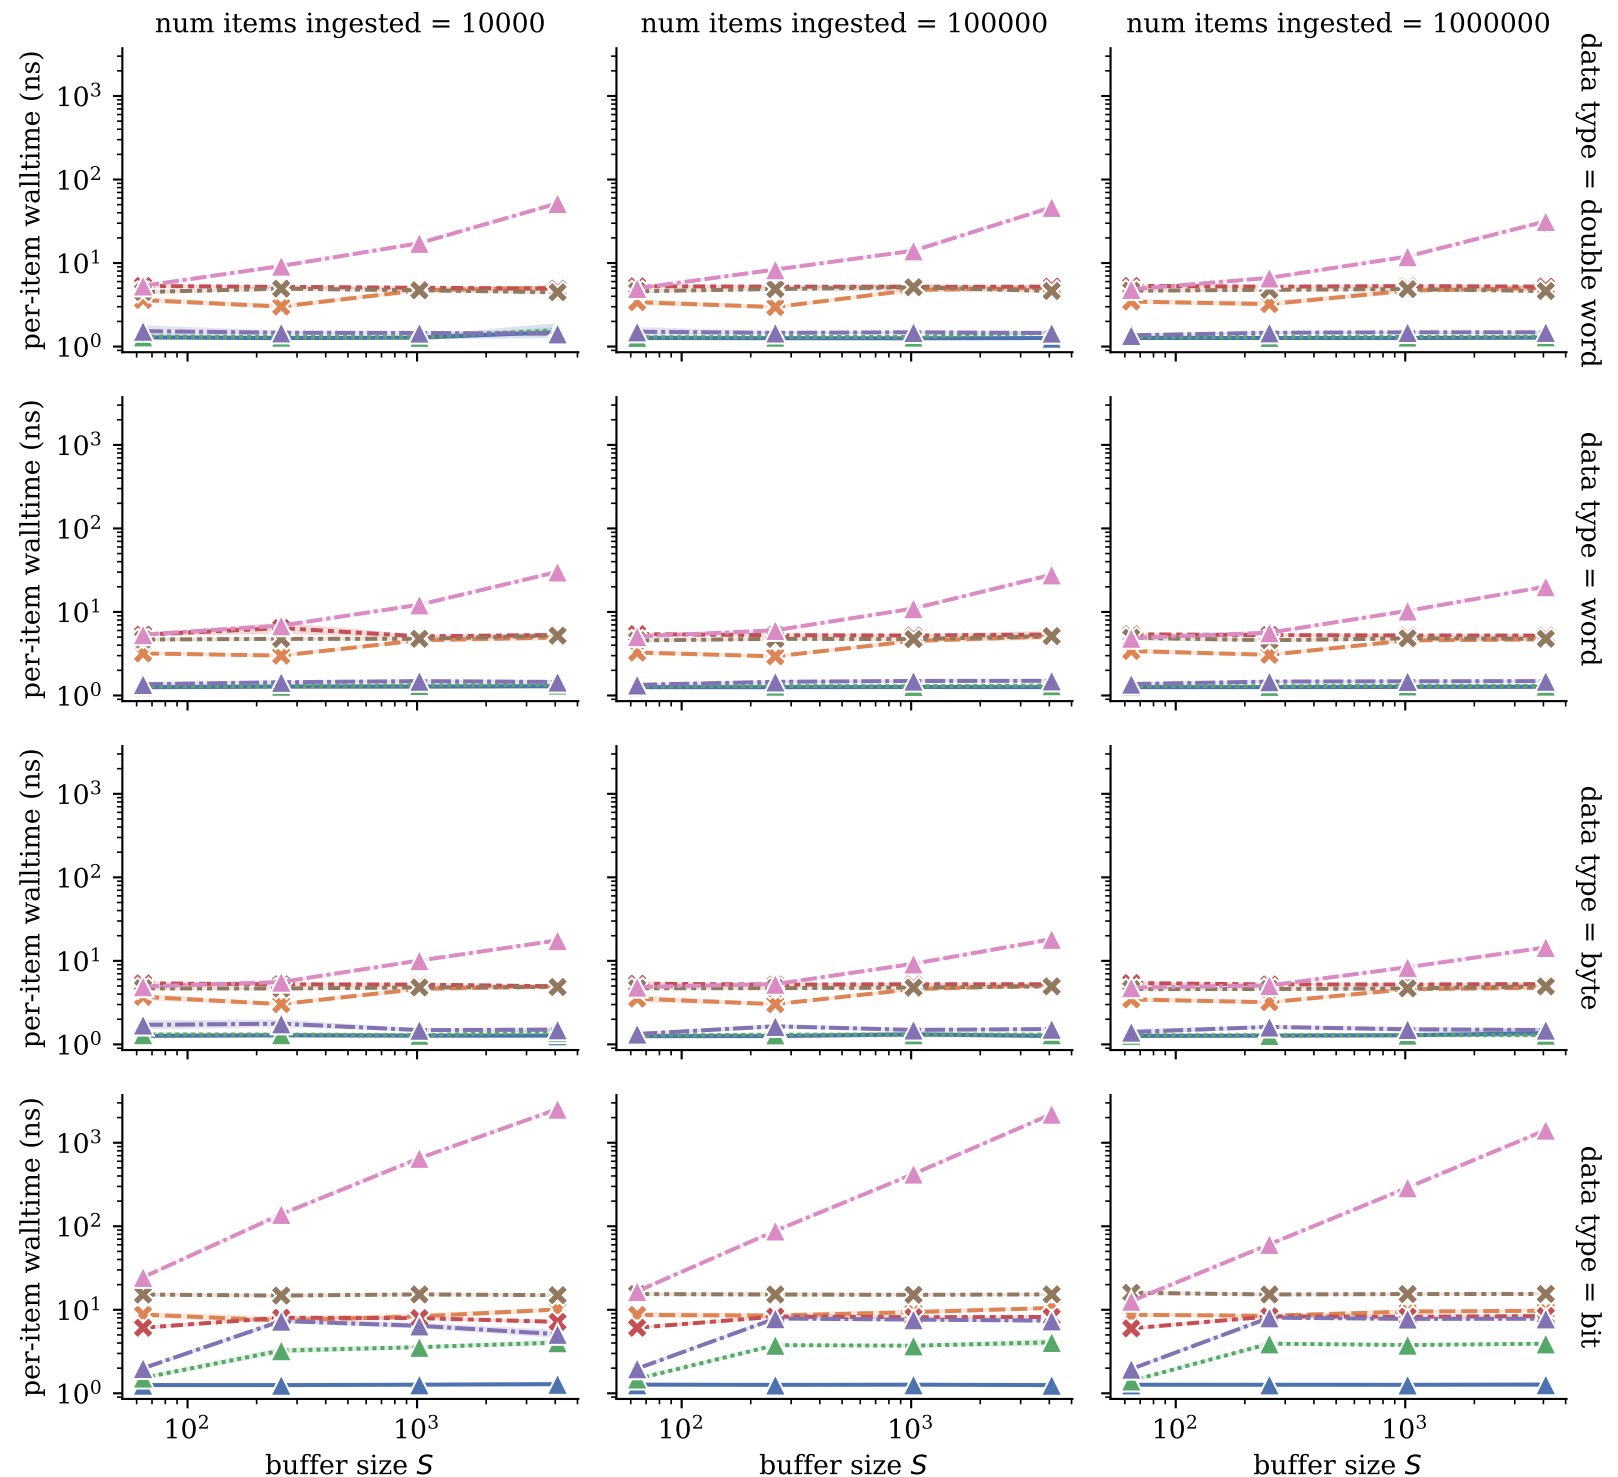 num items ingested = 10000
num items ingested = 100000
num items ingested = 1000000
per-item walltime (ns)
10³
10²
10¹
10⁰
data type = double word
per-item walltime (ns)
10³
10²
10¹
10⁰
data type = word
per-item walltime (ns)
10³
10²
10¹
10⁰
data type = byte
per-item walltime (ns)
10³
10²
10¹
10⁰
data type = bit
10² 10³
10² 10³
10² 10³
buffer size S
buffer size S
buffer size S